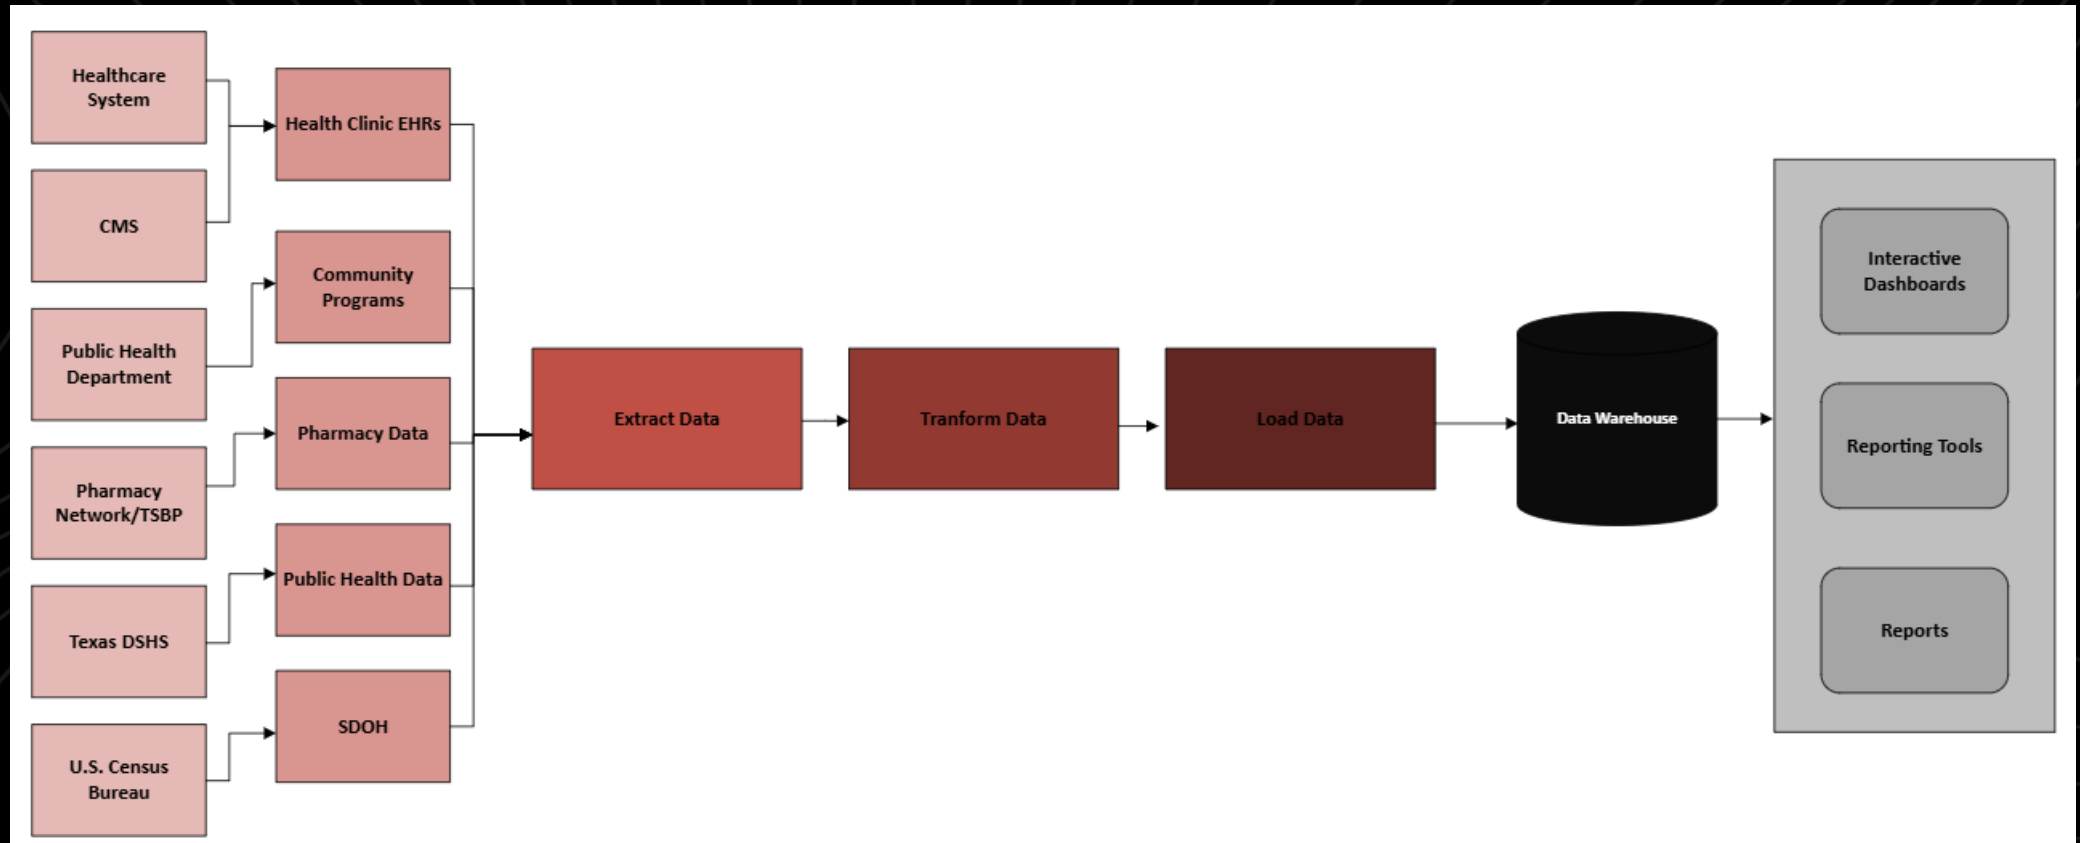 Healthcare
System
CMS
Public Health
Department
Pharmacy
Network/TSBP
Texas DSHS
U.S. Census
Bureau
Health Clinic EHRs
Community
Programs
Pharmacy Data
Public Health Data
SDOH
Extract Data
Tranform Data
Load Data
Data Warehouse
Interactive
Dashboards
Reporting Tools
Reports